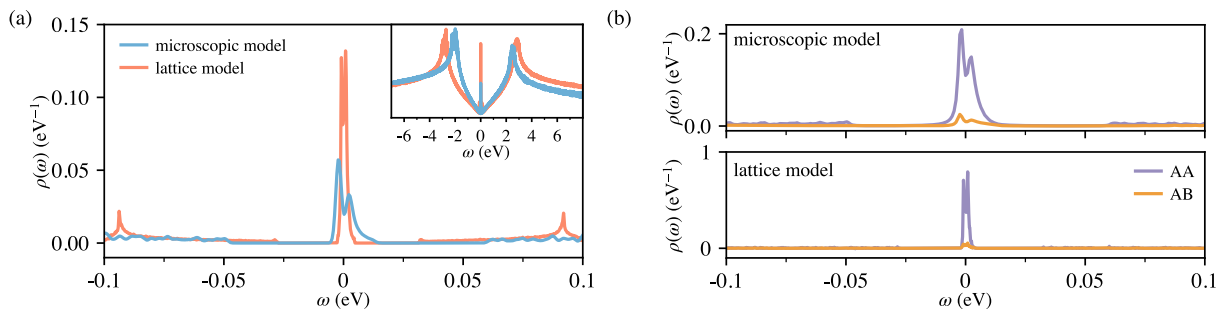 (a)
0.15
0.10
0.05
0.00
ρ(ω) (eV⁻¹)
microscopic model
lattice model
-6 -4 -2 0 2 4 6
ω (eV)
-0.1 -0.05 0 0.05 0.1
ω (eV)
(b)
0.2
0.0
ρ(ω) (eV⁻¹)
microscopic model
1
0
ρ(ω) (eV⁻¹)
lattice model
AA
AB
-0.1 -0.05 0 0.05 0.1
ω (eV)